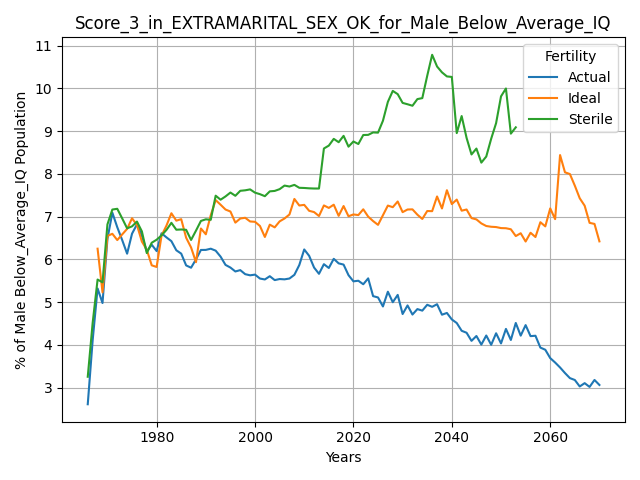 Score_3_in_EXTRAMARITAL_SEX_OK_for_Male_Below_Average_IQ
Fertility
Actual
Ideal
Sterile
% of Male Below_Average_IQ Population
11
10
9
8
7
6
5
4
3
1980
2000
2020
2040
2060
Years